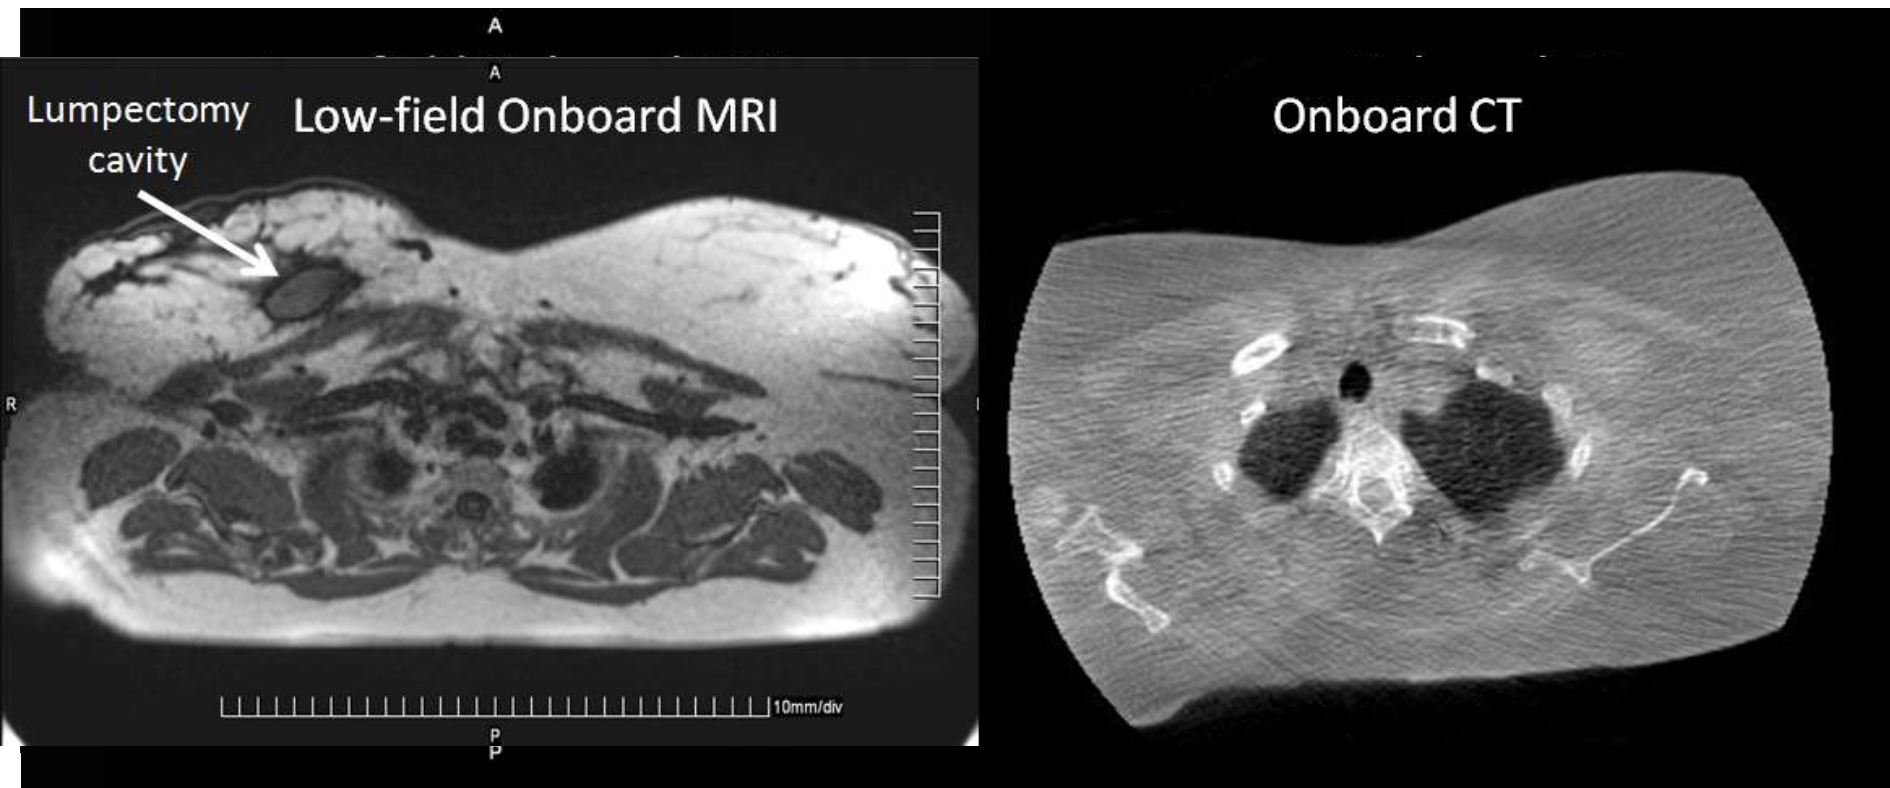 A
A
Lumpectomy
cavity
Low-field Onboard MRI
Onboard CT
R
10mm/div
P
P